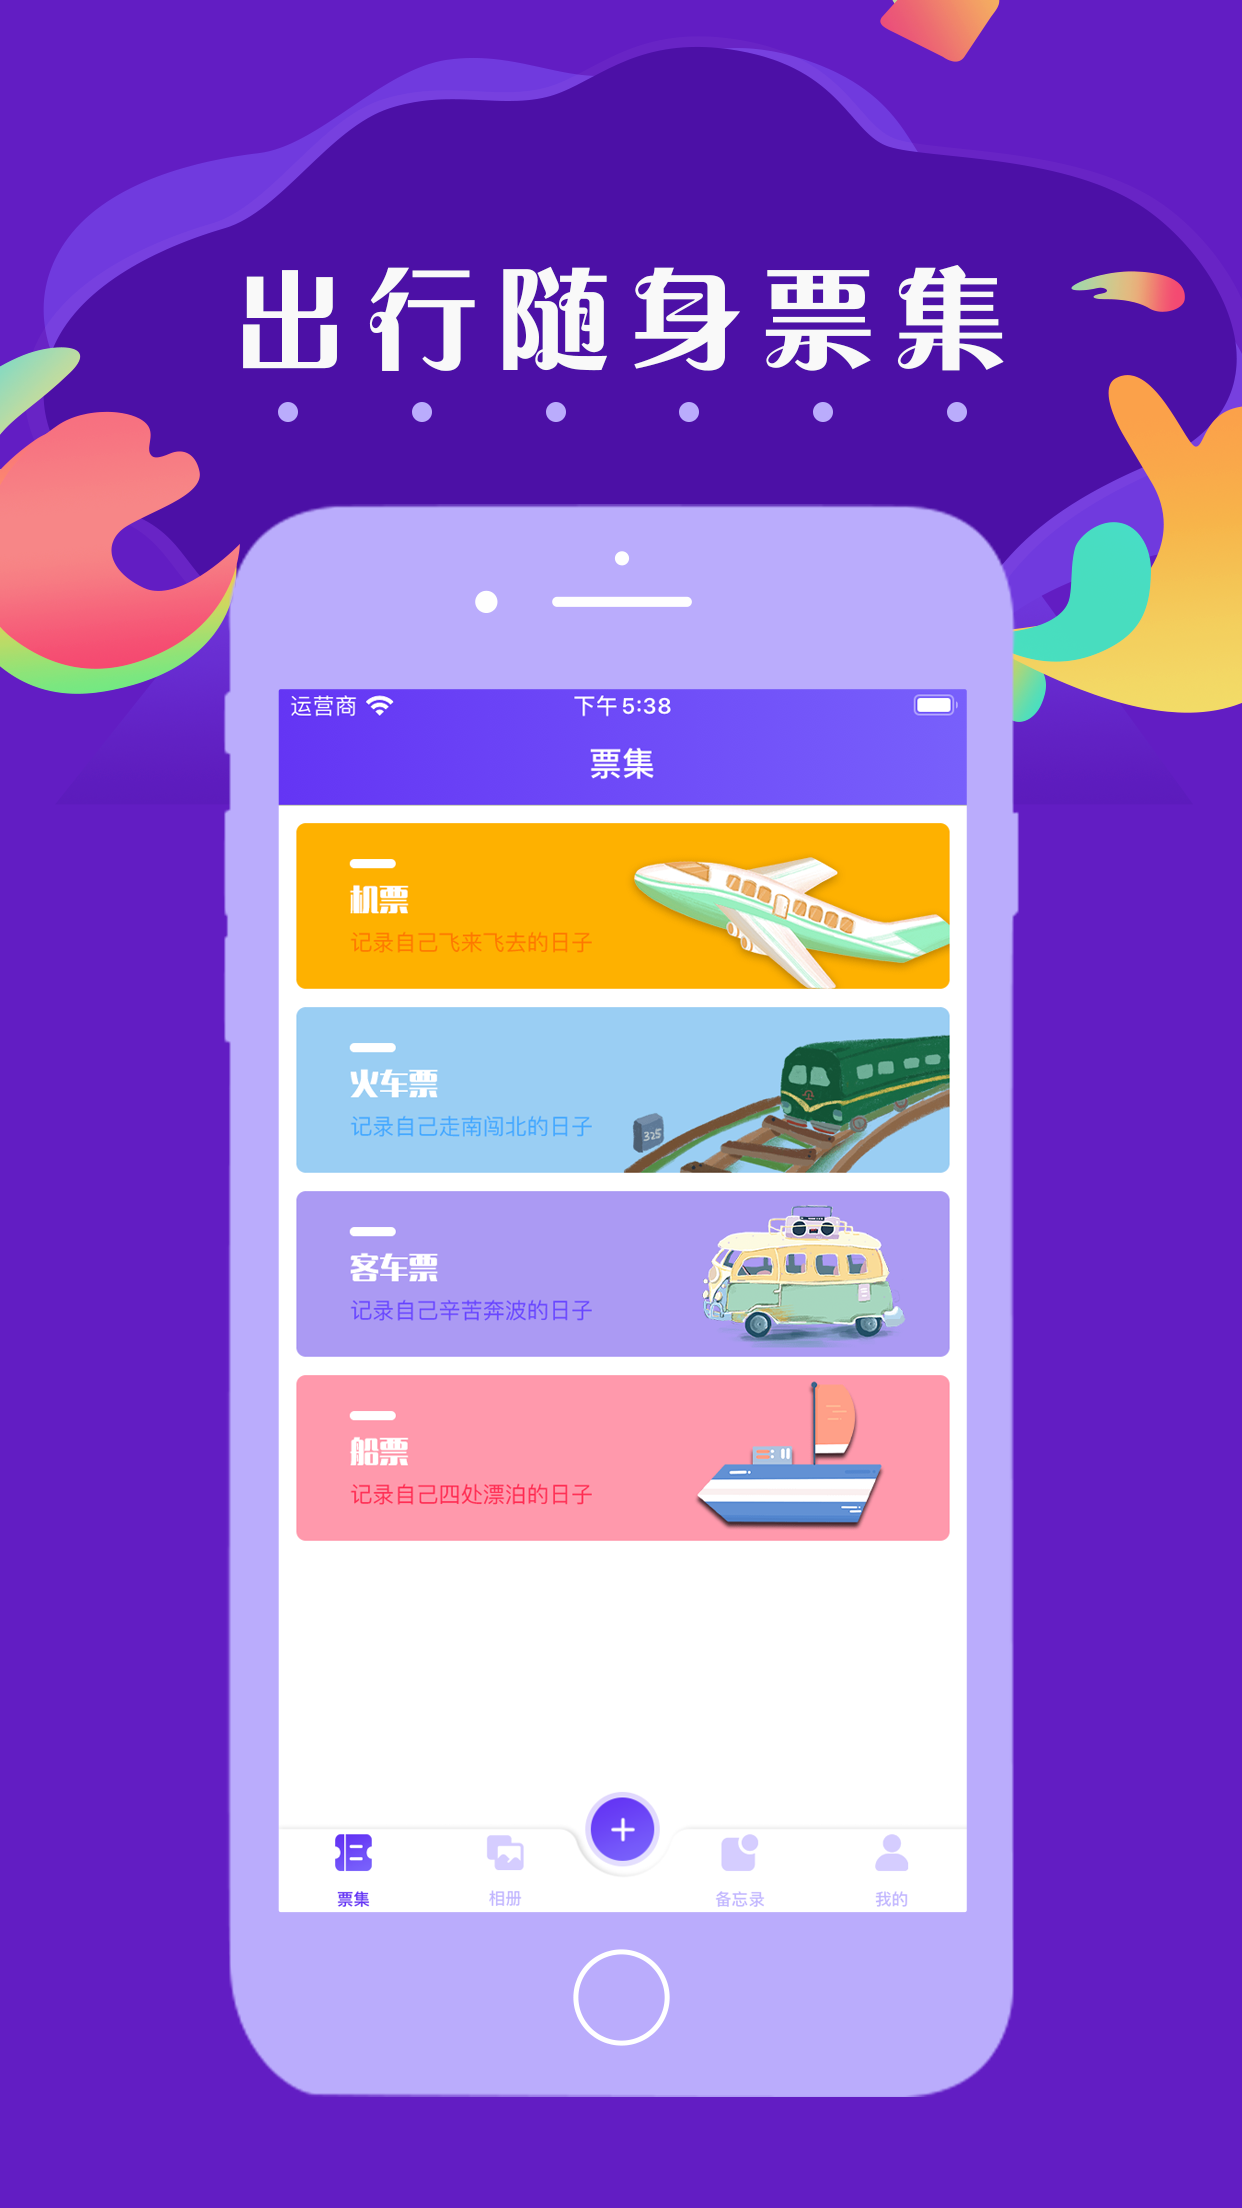 出行随身票集
运营商 下午5:38
票集
机票
记录自己飞来飞去的日子
火车票
记录自己走南闯北的日子
325
客车票
记录自己辛苦奔波的日子
船票
记录自己四处漂泊的日子
票集 相册 备忘录 我的